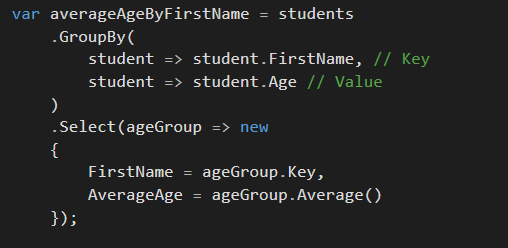 var averageAgeByFirstName = students
    .GroupBy(
        student => student.FirstName, // Key
        student => student.Age // Value
    )
    .Select(ageGroup => new
    {
        FirstName = ageGroup.Key,
        AverageAge = ageGroup.Average()
    });